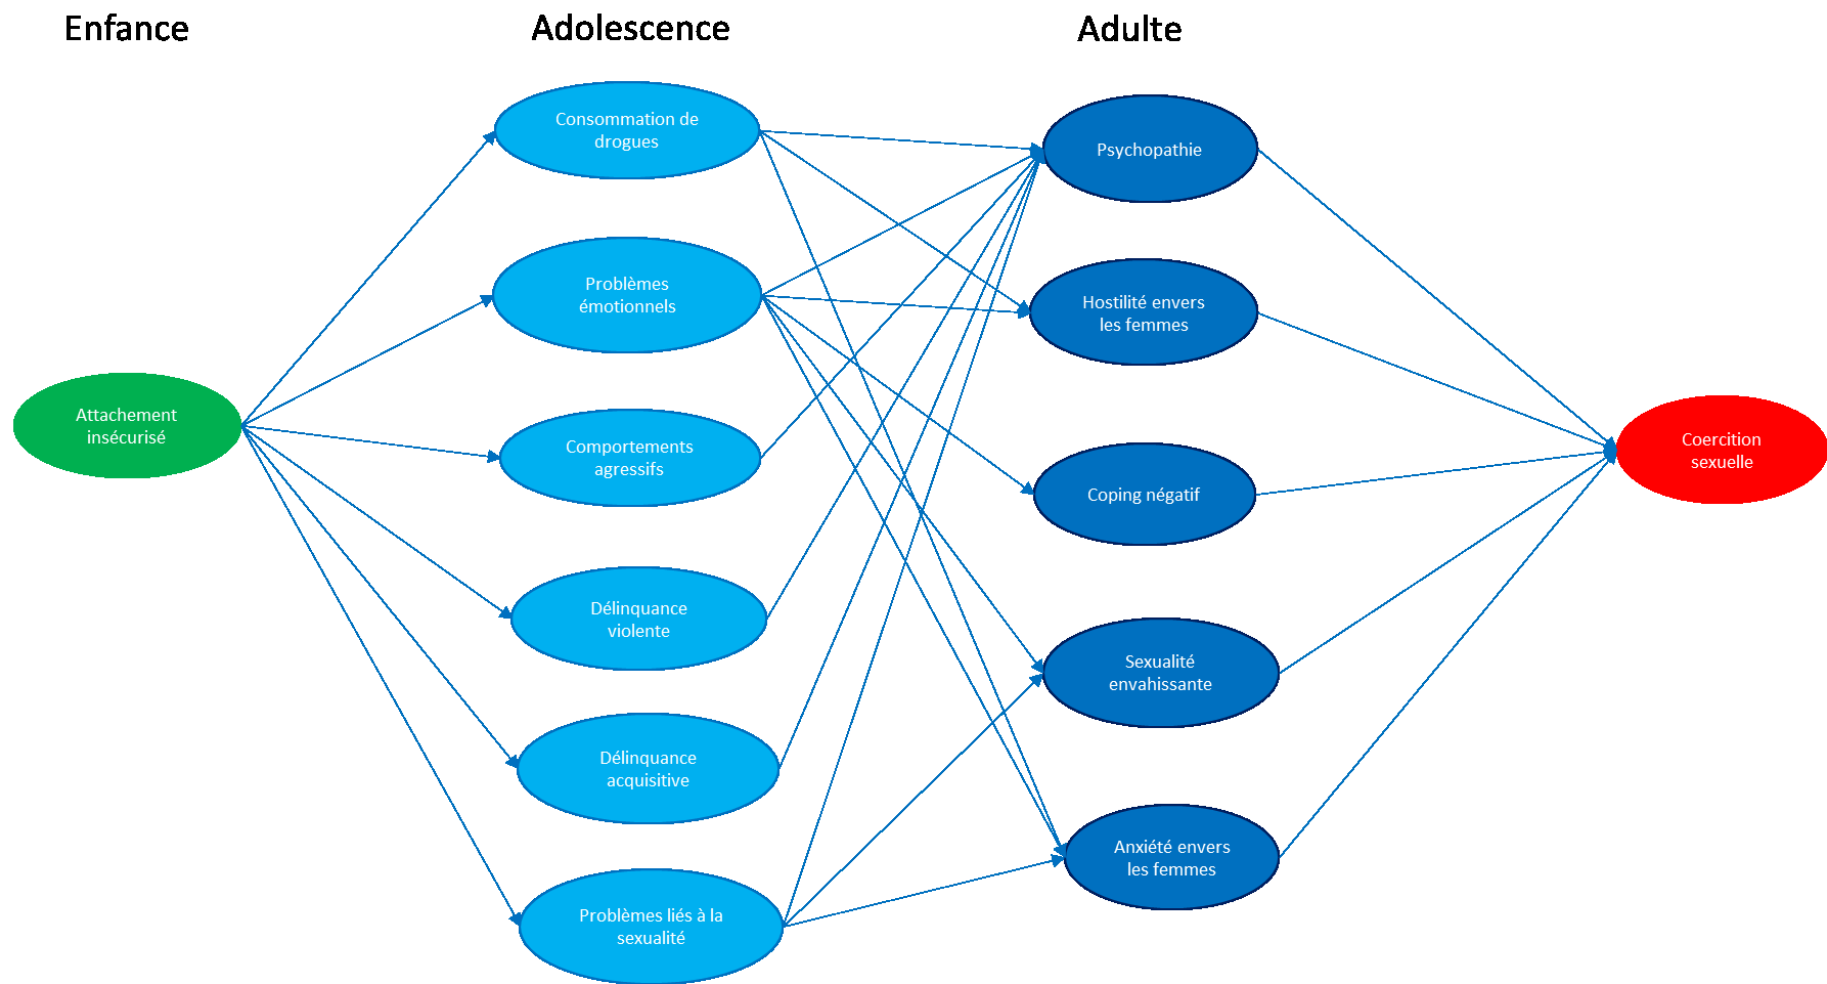 Enfance
Adolescence
Adulte
Consommation de
drogues
Psychopathie
Problèmes
émotionnels
Hostilité envers
les femmes
Attachement
insécurisé
Comportements
agressifs
Coercition
sexuelle
Coping négatif
Délinquance
violente
Sexualité
envahissante
Délinquance
acquisitive
Anxiété envers
les femmes
Problèmes liés à la
sexualité